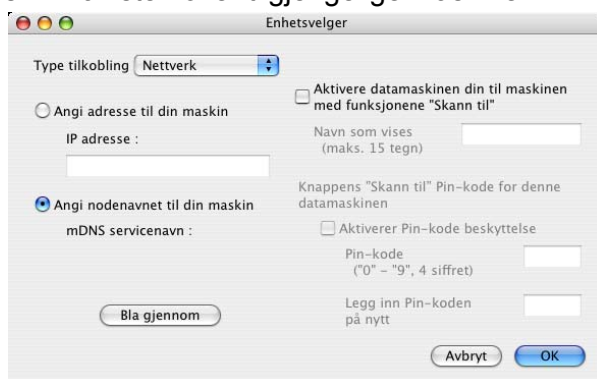 Enhetsvelger
Type tilkobling Nettverk
Angi adresse til din maskin
IP adresse :
Angi nodenavnet til din maskin
mDNS servicenavn :
Bla gjennom
Aktivere datamaskinen din til maskinen
med funksjonene "Skann til"
Navn som vises
(maks. 15 tegn)
Knappens "Skann til" Pin-kode for denne
datamaskinen
Aktiverer Pin-kode beskyttelse
Pin-kode
("0" – "9", 4 siffret)
Legg inn Pin-koden
på nytt
Avbryt OK